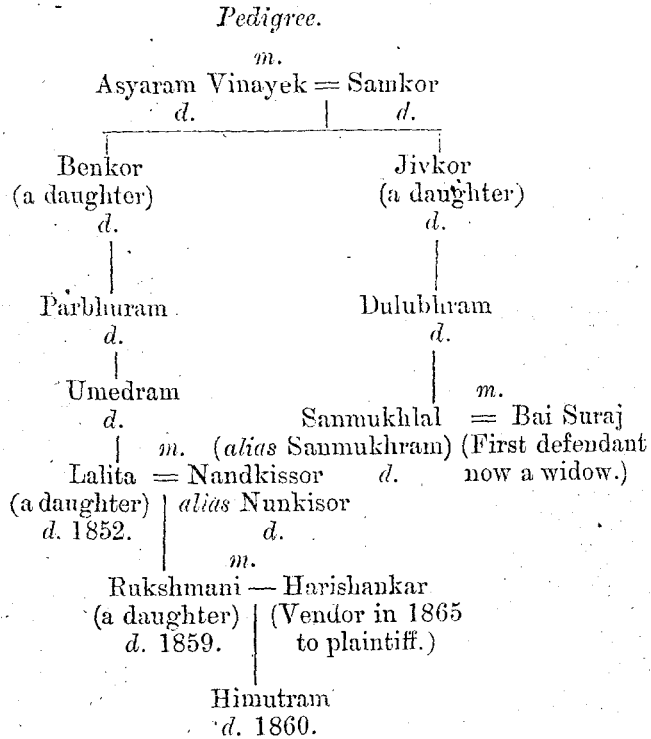 Pedigree.
m.
Asyaram Vinayek = Samkor
d. d.
Benkor Jivkor
(a daughter) (a daughter)
d. d.
Parbhuram Dulubhram
d. d.
Umedram m.
d. Sanmukhlal = Bai Suraj
m. (alias Sanmukhram) (First defendant
Lalita = Nandkissor d. now a widow.)
(a daughter) alias Nunkisor
d. 1852. d.
m.
Rukshmani — Harishankar
(a daughter) (Vendor in 1865
d. 1859. to plaintiff.)
Himutram
d. 1860.